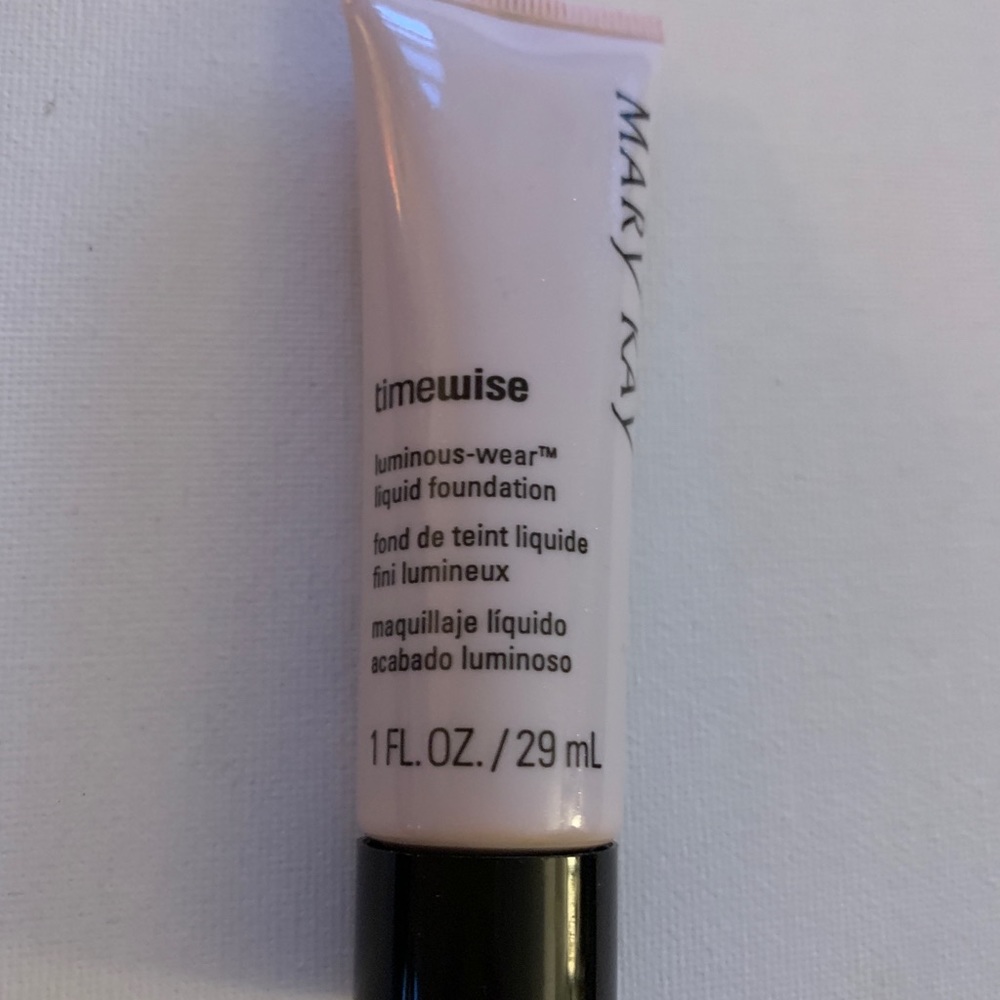 MARY KAY
timewise
luminous-wear™
liquid foundation
fond de teint liquide
fini lumineux
maquillaje líquido
acabado luminoso
1 FL. OZ. / 29 mL